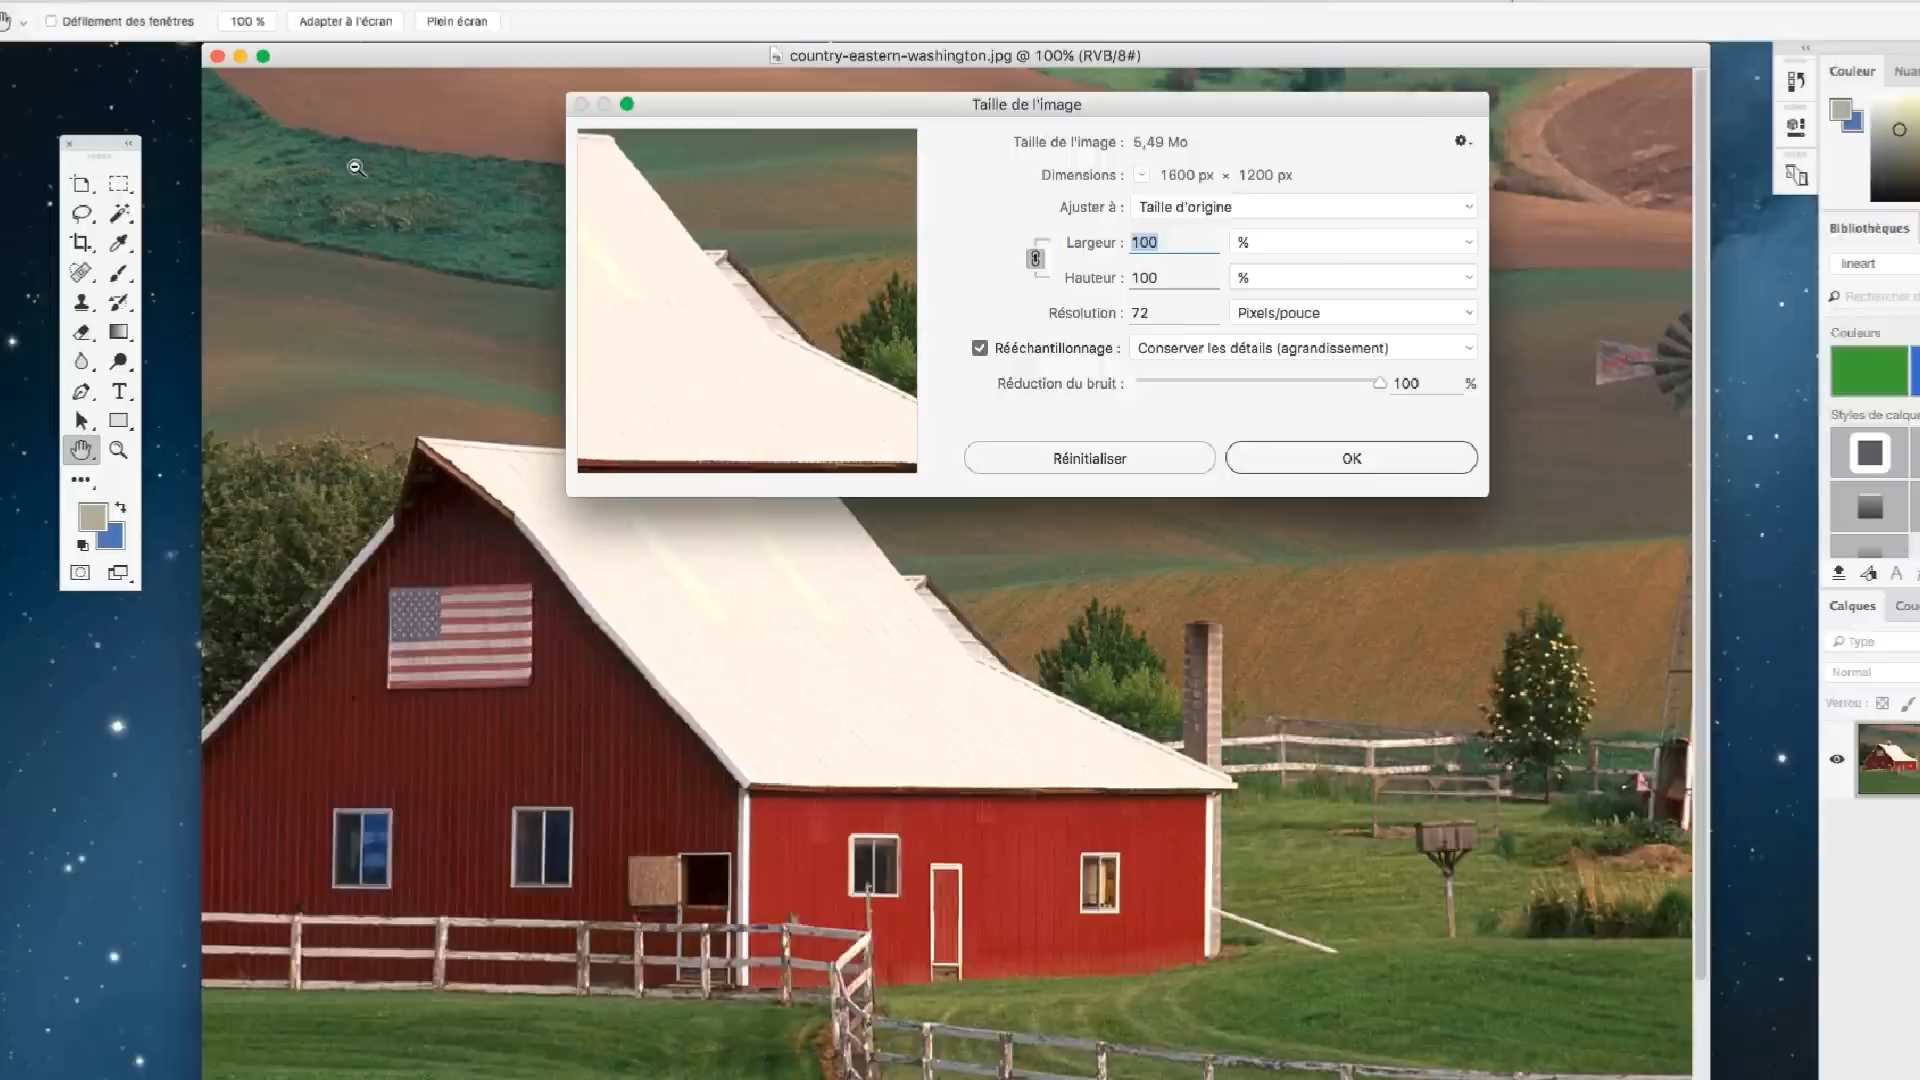 Défilement des fenêtres 100 % Adapter à l'écran Plein écran
country-eastern-washington.jpg @ 100% (RVB/8#)
Taille de l'image
Taille de l'image : 5,49 Mo
Dimensions : 1600 px × 1200 px
Ajuster à : Taille d'origine
Largeur : 100 %
Hauteur : 100 %
Résolution : 72 Pixels/pouce
Rééchantillonnage : Conserver les détails (agrandissement)
Réduction du bruit : 100 %
Réinitialiser OK
Couleur Nuan
Bibliothèques
lineart
Rechercher d
Couleurs
Styles de calque
Calques Cou
Type
Normal
Verrou :